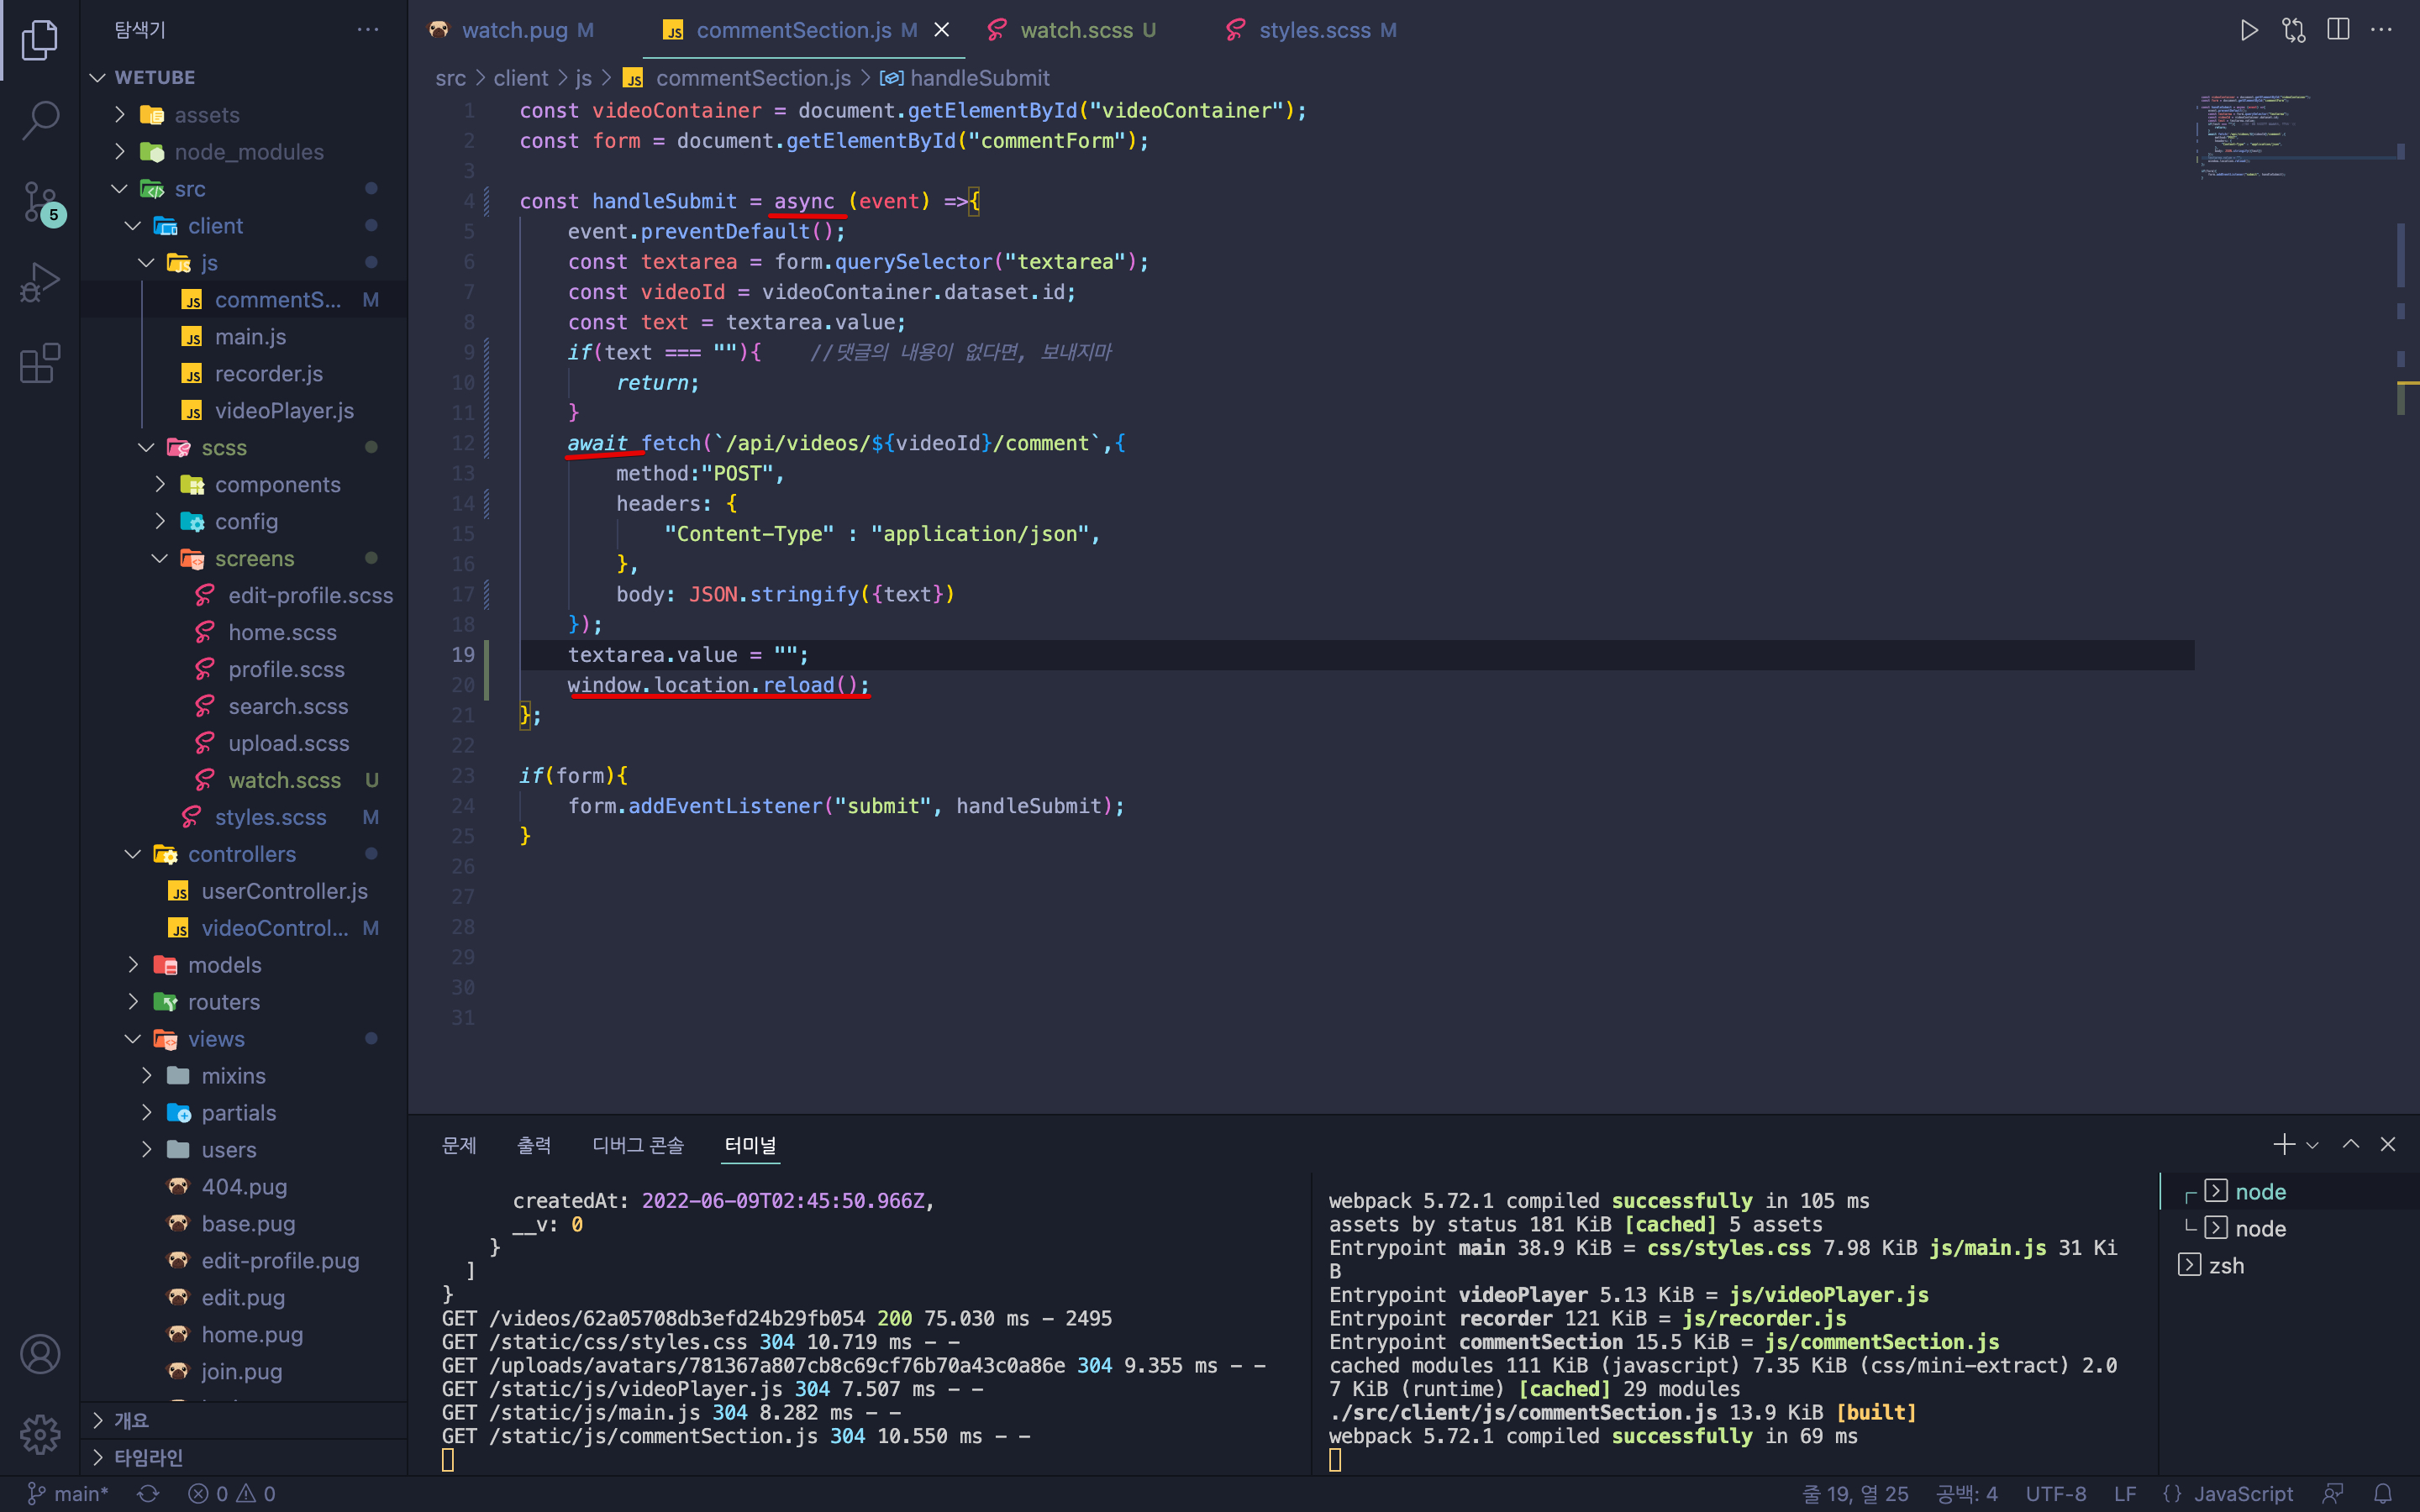 탐색기
WETUBE
assets
node_modules
src
client
js
commentS... M
main.js
recorder.js
videoPlayer.js
scss
components
config
screens
edit-profile.scss
home.scss
profile.scss
search.scss
upload.scss
watch.scss U
styles.scss M
controllers
userController.js
videoControl... M
models
routers
views
mixins
partials
users
404.pug
base.pug
edit-profile.pug
edit.pug
home.pug
join.pug
개요
타임라인
5
watch.pug M
commentSection.js M
watch.scss U
styles.scss M
src > client > js > JS commentSection.js > handleSubmit
1 const videoContainer = document.getElementById("videoContainer");
2 const form = document.getElementById("commentForm");
3
4 const handleSubmit = async (event) =>{
5 event.preventDefault();
6 const textarea = form.querySelector("textarea");
7 const videoId = videoContainer.dataset.id;
8 const text = textarea.value;
9 if(text === ""){ //댓글의 내용이 없다면, 보내지마
10 return;
11 }
12 await fetch(`/api/videos/${videoId}/comment`,{
13 method:"POST",
14 headers: {
15 "Content-Type" : "application/json",
16 },
17 body: JSON.stringify({text})
18 });
19 textarea.value = "";
20 window.location.reload();
21 };
22
23 if(form){
24 form.addEventListener("submit", handleSubmit);
25 }
26
27
28
29
30
31
문제 출력 디버그 콘솔 터미널
createdAt: 2022-06-09T02:45:50.966Z,
__v: 0
}
]
}
GET /videos/62a05708db3efd24b29fb054 200 75.030 ms - 2495
GET /static/css/styles.css 304 10.719 ms - -
GET /uploads/avatars/781367a807cb8c69cf76b70a43c0a86e 304 9.355 ms - -
GET /static/js/videoPlayer.js 304 7.507 ms - -
GET /static/js/main.js 304 8.282 ms - -
GET /static/js/commentSection.js 304 10.550 ms - -
webpack 5.72.1 compiled successfully in 105 ms
assets by status 181 KiB [cached] 5 assets
Entrypoint main 38.9 KiB = css/styles.css 7.98 KiB js/main.js 31 Ki
B
Entrypoint videoPlayer 5.13 KiB = js/videoPlayer.js
Entrypoint recorder 121 KiB = js/recorder.js
Entrypoint commentSection 15.5 KiB = js/commentSection.js
cached modules 111 KiB (javascript) 7.35 KiB (css/mini-extract) 2.0
7 KiB (runtime) [cached] 29 modules
./src/client/js/commentSection.js 13.9 KiB [built]
webpack 5.72.1 compiled successfully in 69 ms
node
node
zsh
main* 0 0
줄 19, 열 25 공백: 4 UTF-8 LF {} JavaScript